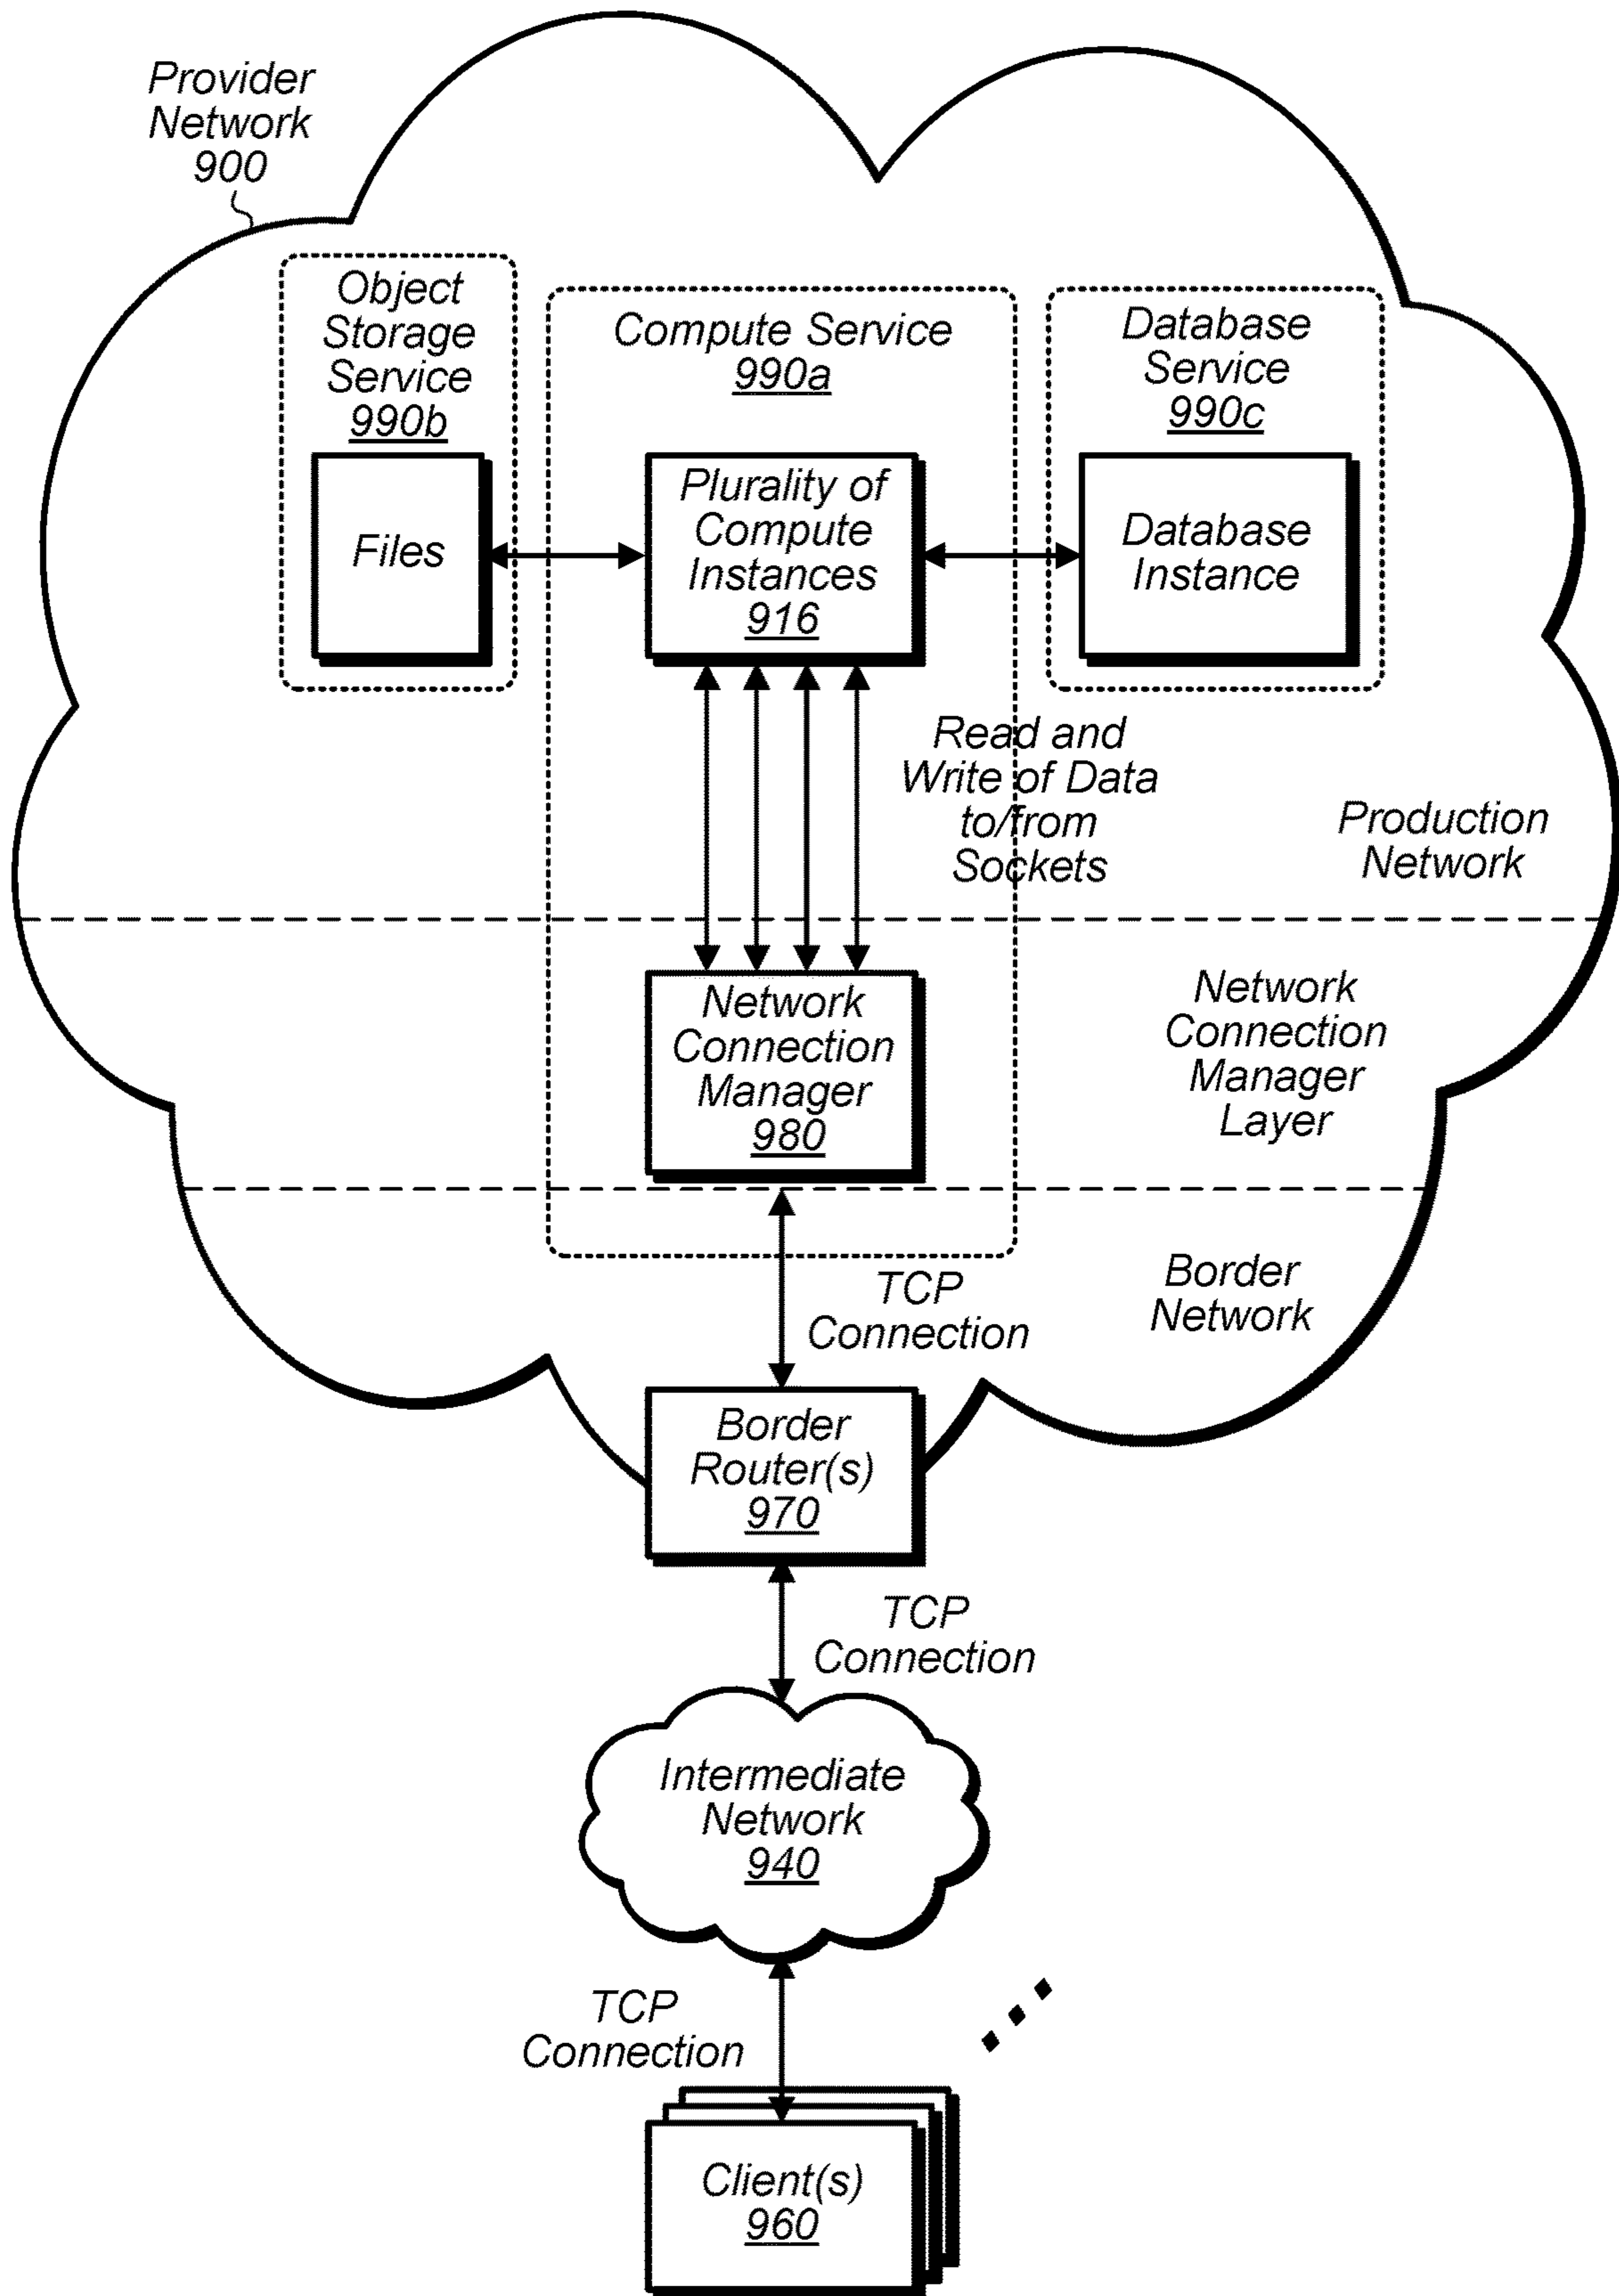 Provider
Network
900
Object
Storage
Service
990b
Files
Compute Service
990a
Plurality of
Compute
Instances
916
Database
Service
990c
Database
Instance
Read and
Write of Data
to/from
Sockets
Production
Network
Network
Connection
Manager
980
Network
Connection
Manager
Layer
TCP
Connection
Border
Network
Border
Router(s)
970
TCP
Connection
Intermediate
Network
940
TCP
Connection
Client(s)
960